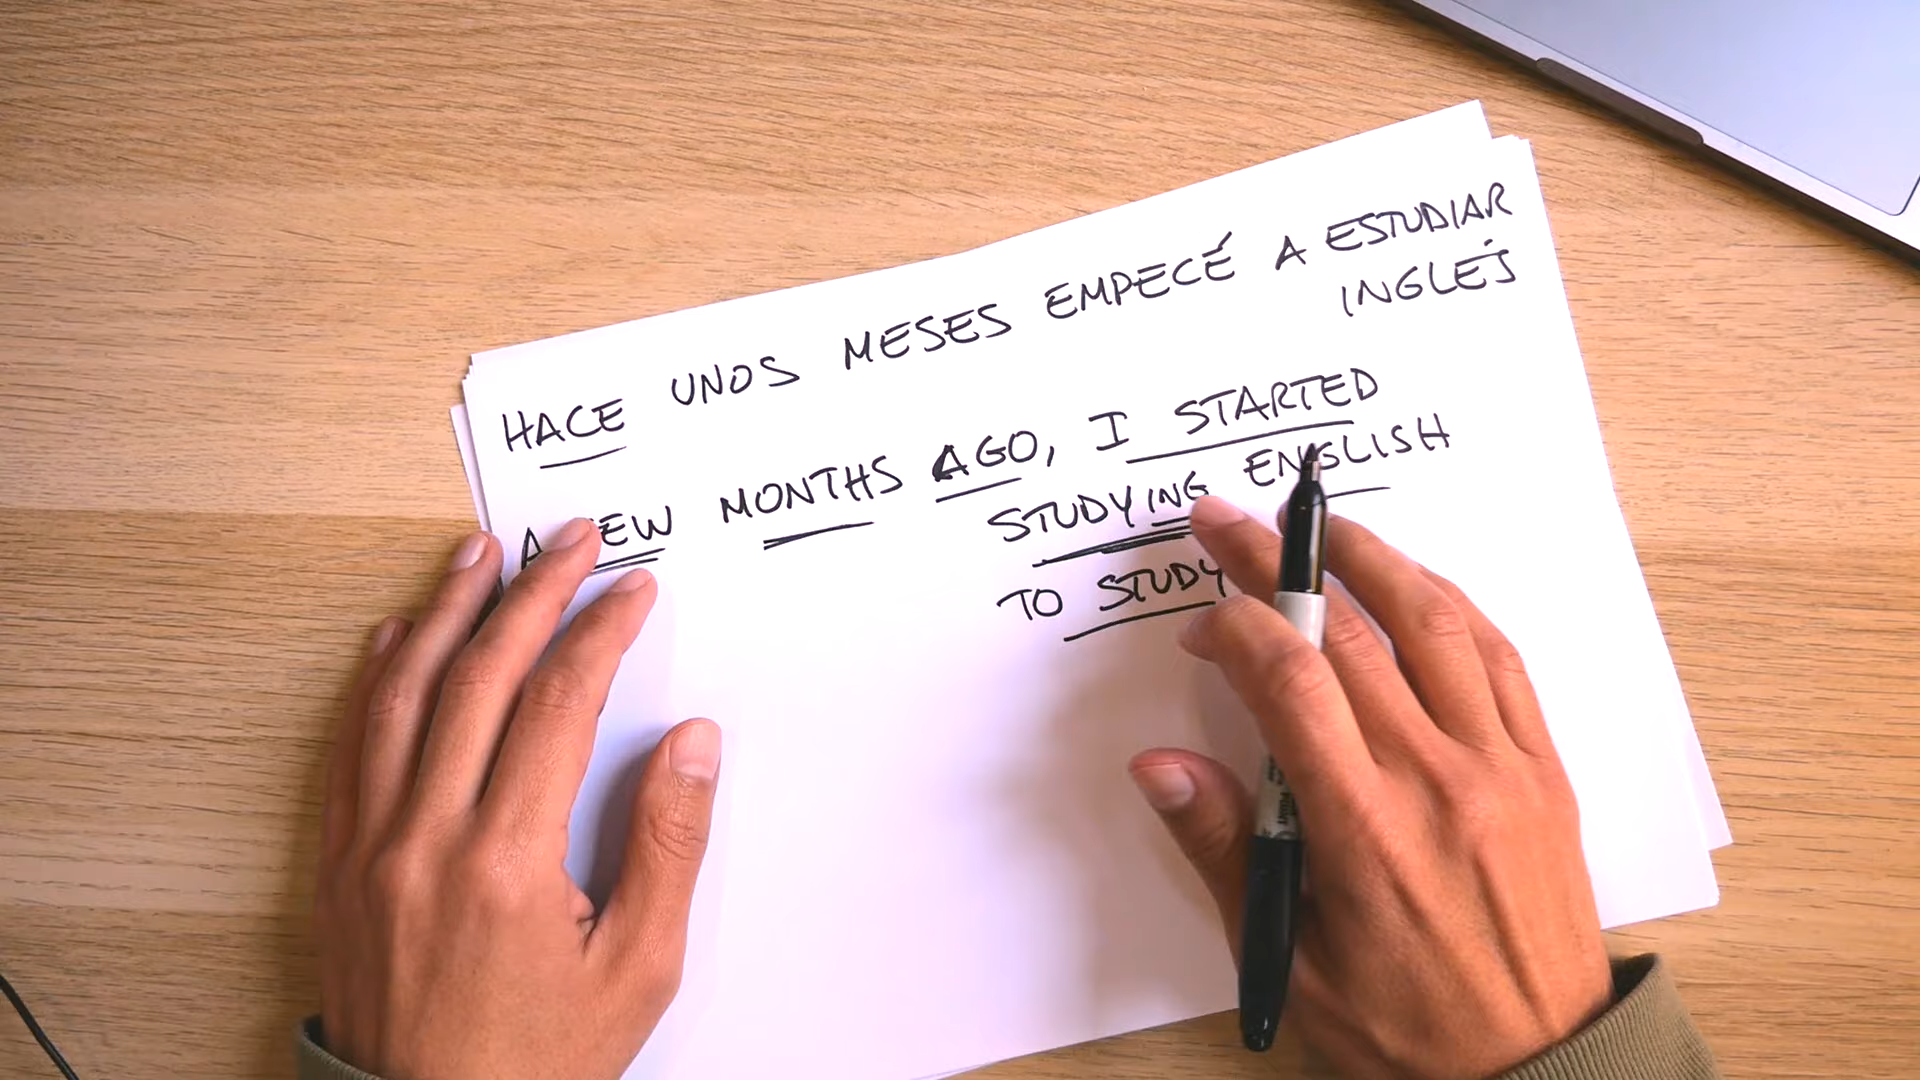 HACE UNOS MESES EMPECÉ A ESTUDIAR
INGLÉS
A FEW MONTHS AGO, I STARTED
STUDYING ENGLISH
TO STUDY